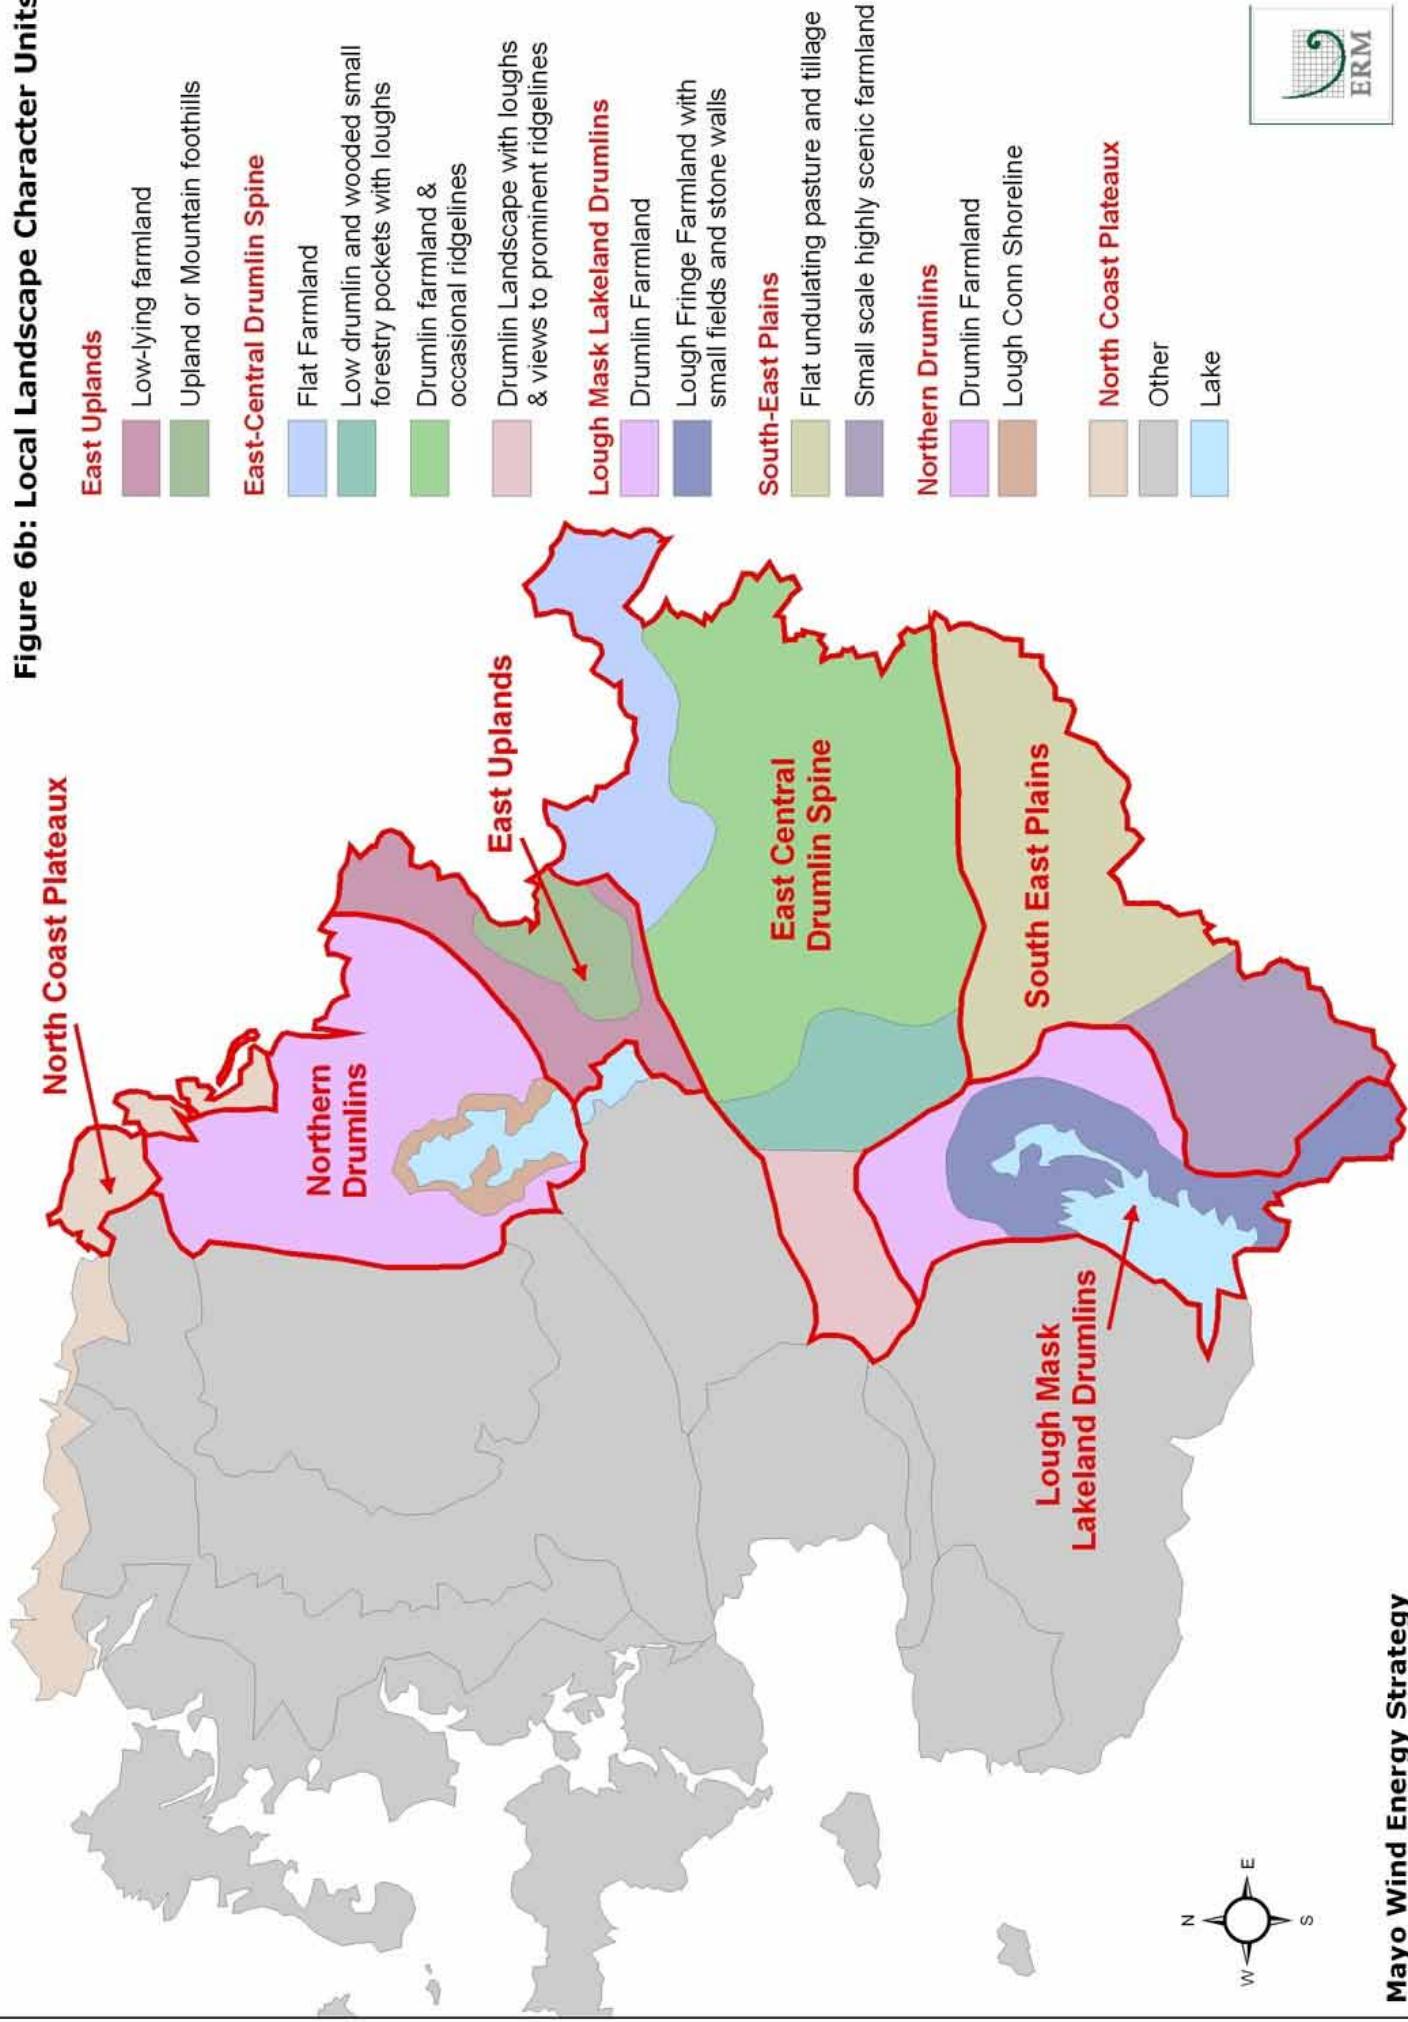 Figure 6b: Local Landscape Character Units
East Uplands
Low-lying farmland
Upland or Mountain foothills
East-Central Drumlin Spine
Flat Farmland
Low drumlin and wooded small
forestry pockets with loughs
Drumlin farmland &
occasional ridgelines
Drumlin Landscape with loughs
& views to prominent ridgelines
Lough Mask Lakeland Drumlins
Drumlin Farmland
Lough Fringe Farmland with
small fields and stone walls
South-East Plains
Flat undulating pasture and tillage
Small scale highly scenic farmland
Northern Drumlins
Drumlin Farmland
Lough Conn Shoreline
North Coast Plateaux
Other
Lake
North Coast Plateaux
Northern
Drumlins
East Uplands
East Central
Drumlin Spine
South East Plains
Lough Mask
Lakeland Drumlins
N
W
E
S
Mayo Wind Energy Strategy
ERM